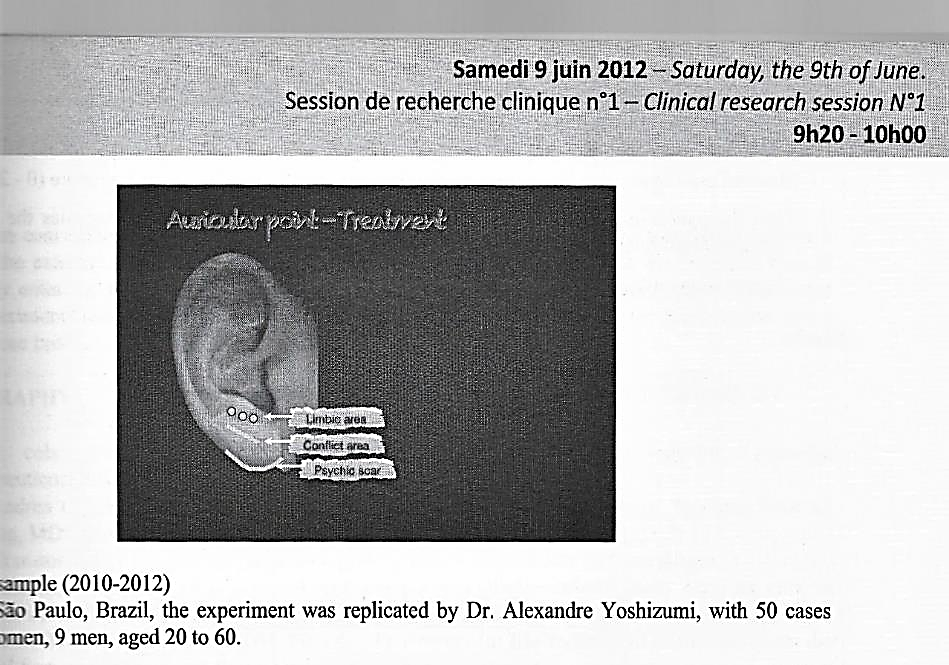 Samedi 9 juin 2012 – Saturday, the 9th of June.
Session de recherche clinique n°1 – Clinical research session N°1
9h20 - 10h00
Auricular point – Treatment
Limbic area
Conflict area
Psychic scar
sample (2010-2012)
São Paulo, Brazil, the experiment was replicated by Dr. Alexandre Yoshizumi, with 50 cases
omen, 9 men, aged 20 to 60.